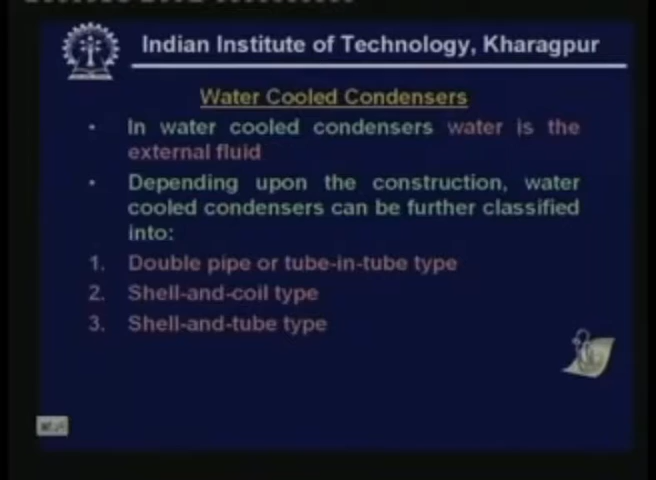 Indian Institute of Technology, Kharagpur
Water Cooled Condensers
• In water cooled condensers water is the
external fluid
• Depending upon the construction, water
cooled condensers can be further classified
into:
1. Double pipe or tube-in-tube type
2. Shell-and-coil type
3. Shell-and-tube type